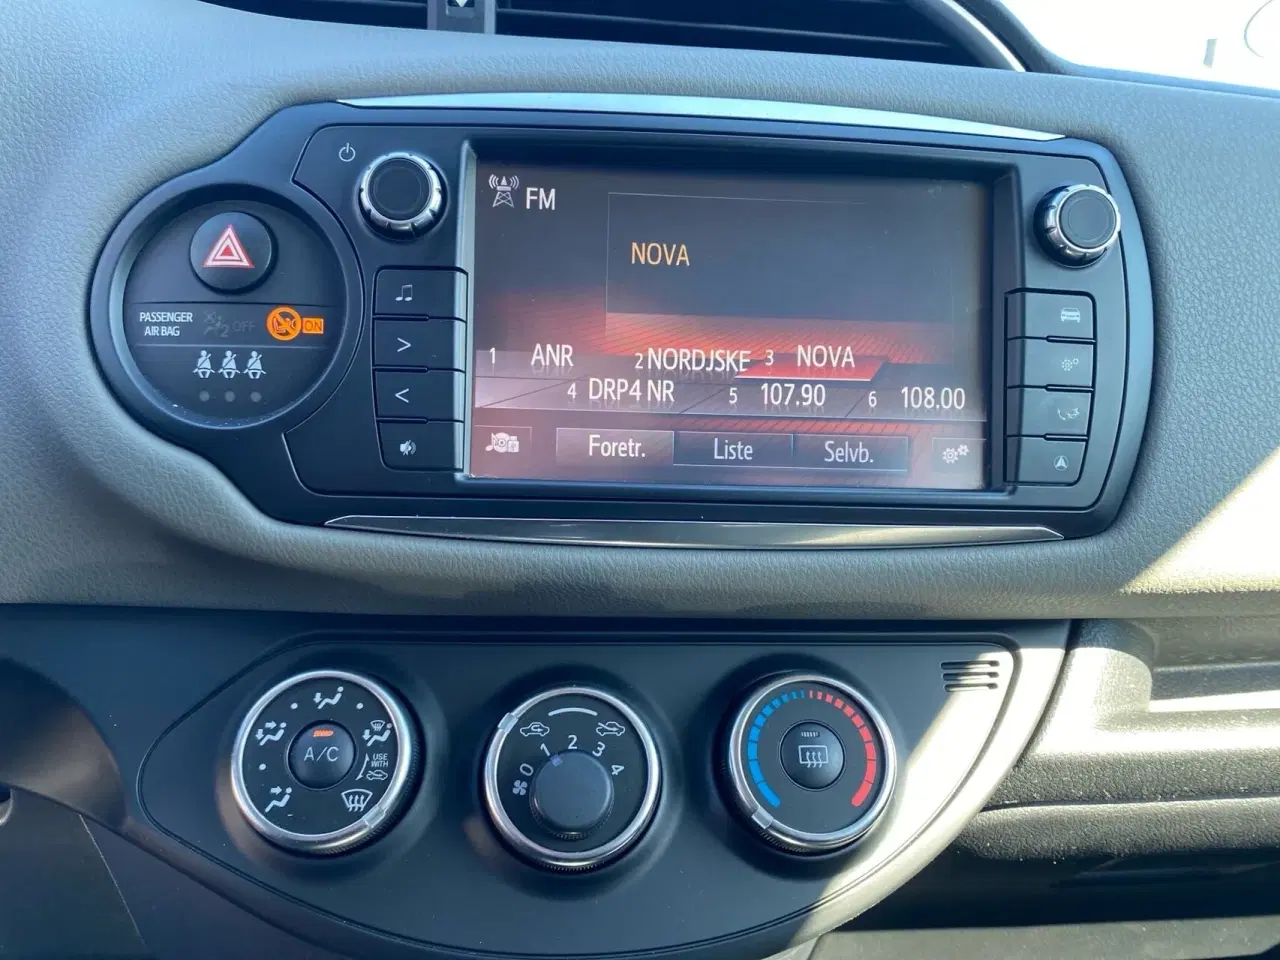 FM
NOVA
1 ANR 2 NORDJSKE 3 NOVA
4 DRP4 NR 5 107.90 6 108.00
Foretr. Liste Selvb.
PASSENGER
AIR BAG
2 OFF ON
A/C
USE
WITH
0 1 2 3 4